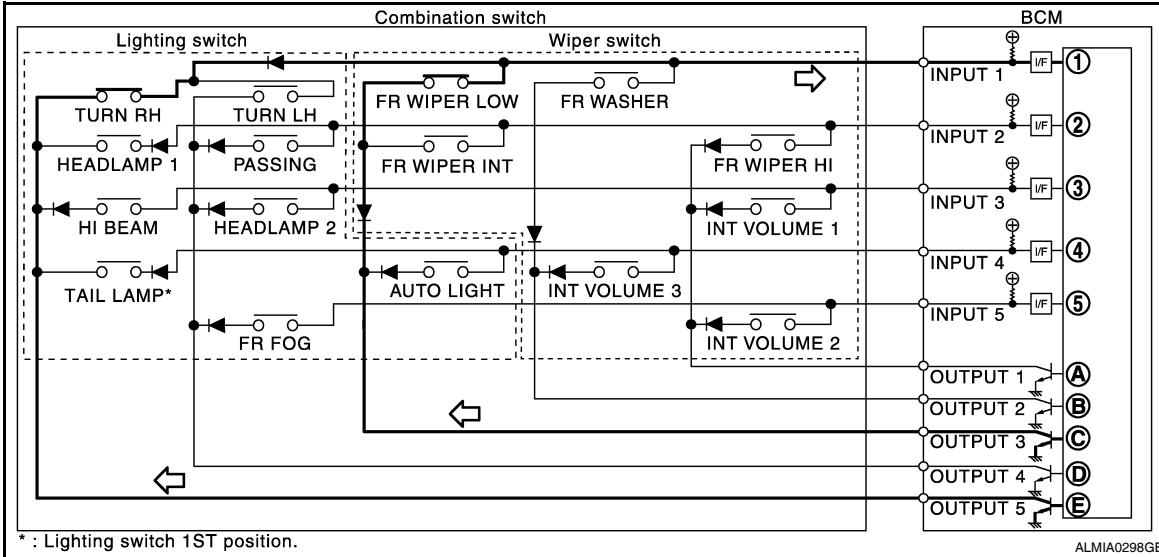 Combination switch
BCM
Lighting switch
Wiper switch
INPUT 1
I/F
1
TURN RH
TURN LH
FR WIPER LOW
FR WASHER
INPUT 2
I/F
2
HEADLAMP 1
PASSING
FR WIPER INT
FR WIPER HI
INPUT 3
I/F
3
HI BEAM
HEADLAMP 2
INT VOLUME 1
INPUT 4
I/F
4
TAIL LAMP*
AUTO LIGHT
INT VOLUME 3
INPUT 5
I/F
5
FR FOG
INT VOLUME 2
OUTPUT 1
A
OUTPUT 2
B
OUTPUT 3
C
OUTPUT 4
D
OUTPUT 5
E
* : Lighting switch 1ST position.
ALMIA0298GB